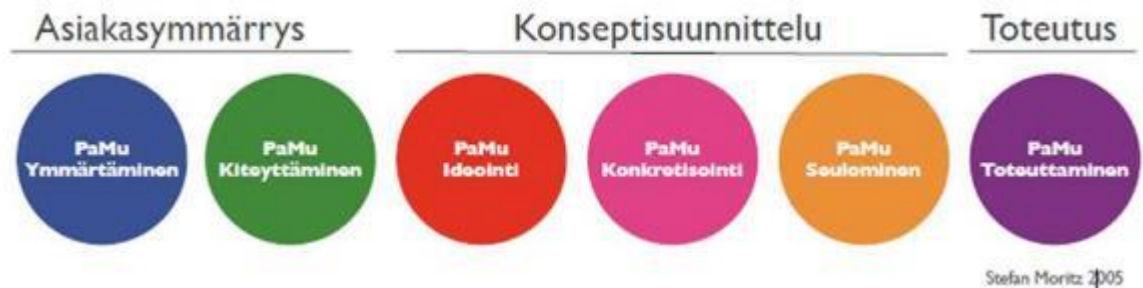 Asiakasymmärrys
Konseptisuunnittelu
Toteutus
PaMu
Ymmärtäminen
PaMu
Kiteyttäminen
PaMu
Ideointi
PaMu
Konkretisointi
PaMu
Seulominen
PaMu
Toteuttaminen
Stefan Moritz 2005